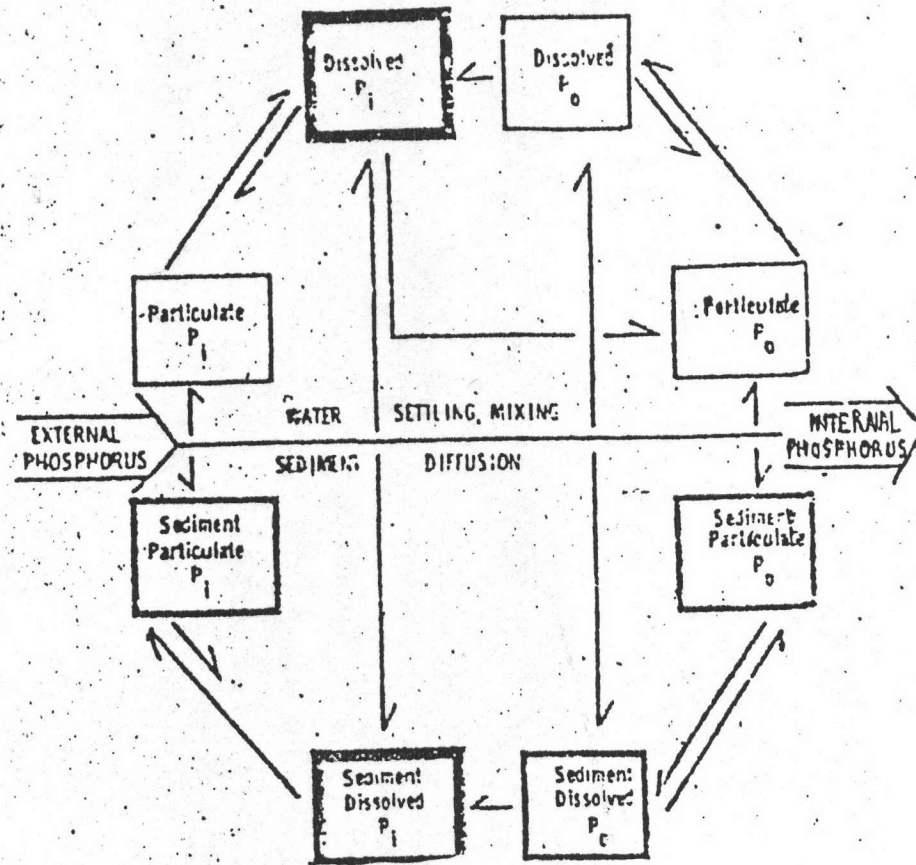 Dissolved
P i
Dissolved
P o
Particulate
P i
Particulate
P o
WATER
SETTLING, MIXING
EXTERNAL
PHOSPHORUS
INTERNAL
PHOSPHORUS
SEDIMENT
DIFFUSION
Sediment
Particulate
P i
Sediment
Particulate
P o
Sediment
Dissolved
P i
Sediment
Dissolved
P o